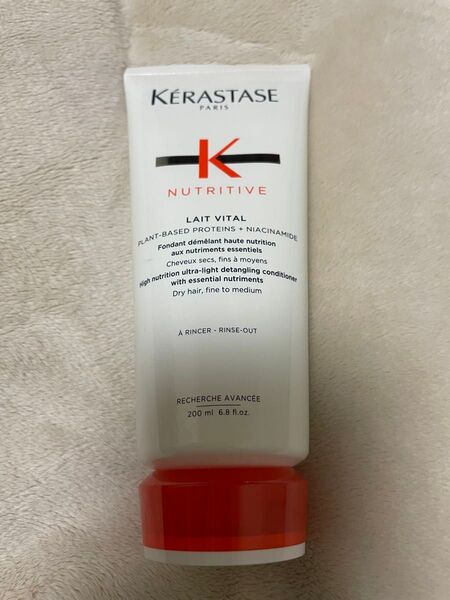 KÉRASTASE
PARIS
K
NUTRITIVE
LAIT VITAL
PLANT-BASED PROTEINS + NIACINAMIDE
Fondant démêlant haute nutrition
aux nutriments essentiels
Cheveux secs, fins à moyens
High nutrition ultra-light detangling conditioner
with essential nutriments
Dry hair, fine to medium
À RINCER - RINSE-OUT
RECHERCHE AVANCÉE
200 ml 6.8 fl.oz.